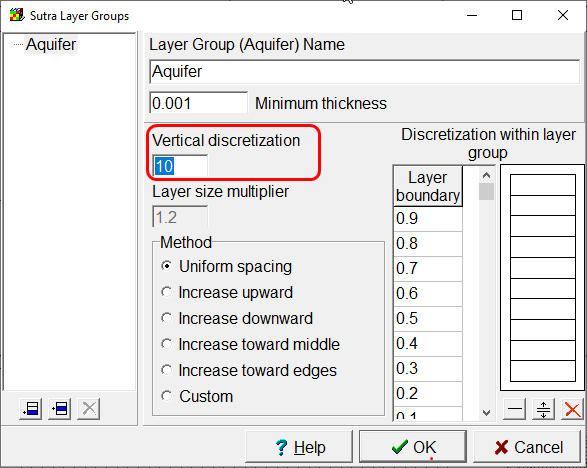 Sutra Layer Groups
Aquifer
Layer Group (Aquifer) Name
Aquifer
0.001 Minimum thickness
Vertical discretization
10
Layer size multiplier
1.2
Method
Uniform spacing
Increase upward
Increase downward
Increase toward middle
Increase toward edges
Custom
Discretization within layer
group
Layer
boundary
0.9
0.8
0.7
0.6
0.5
0.4
0.3
0.2
0.1
? Help
OK
Cancel